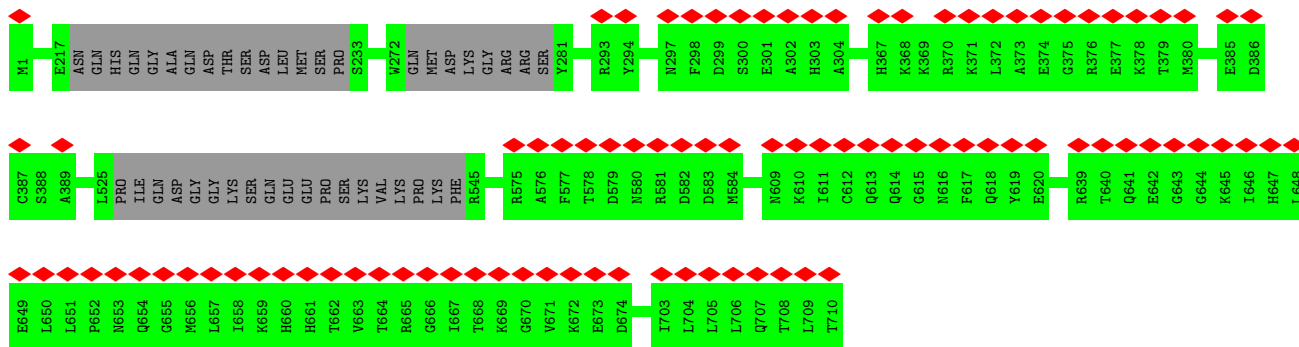 M1 E217 ASN GLN HIS GLN GLY ALA GLN ASP THR SER ASP LEU MET SER PRO S233 W272 GLN MET ASP LYS GLY ARG ARG SER Y281 R293 Y294 N297 F298 D299 S300 E301 A302 H303 A304 H367 K368 K369 R370 K371 L372 A373 E374 G375 R376 E377 K378 T379 M380 E385 D386
C387 S388 A389 L525 PRO ILE GLN ASP GLY GLY LYS SER GLN GLU GLU PRO SER LYS VAL LYS PRO LYS PHE R545 R575 A576 F577 T578 D579 N580 R581 D582 D583 M584 N609 K610 I611 C612 Q613 Q614 G615 N616 F617 Q618 Y619 E620 R639 T640 Q641 E642 G643 G644 K645 I646 H647 L648
E649 L650 L651 P652 N653 Q654 G655 M656 L657 I658 K659 H660 H661 T662 V663 T664 R665 G666 I667 T668 K669 G670 V671 K672 E673 D674 I703 L704 L705 L706 Q707 T708 L709 T710